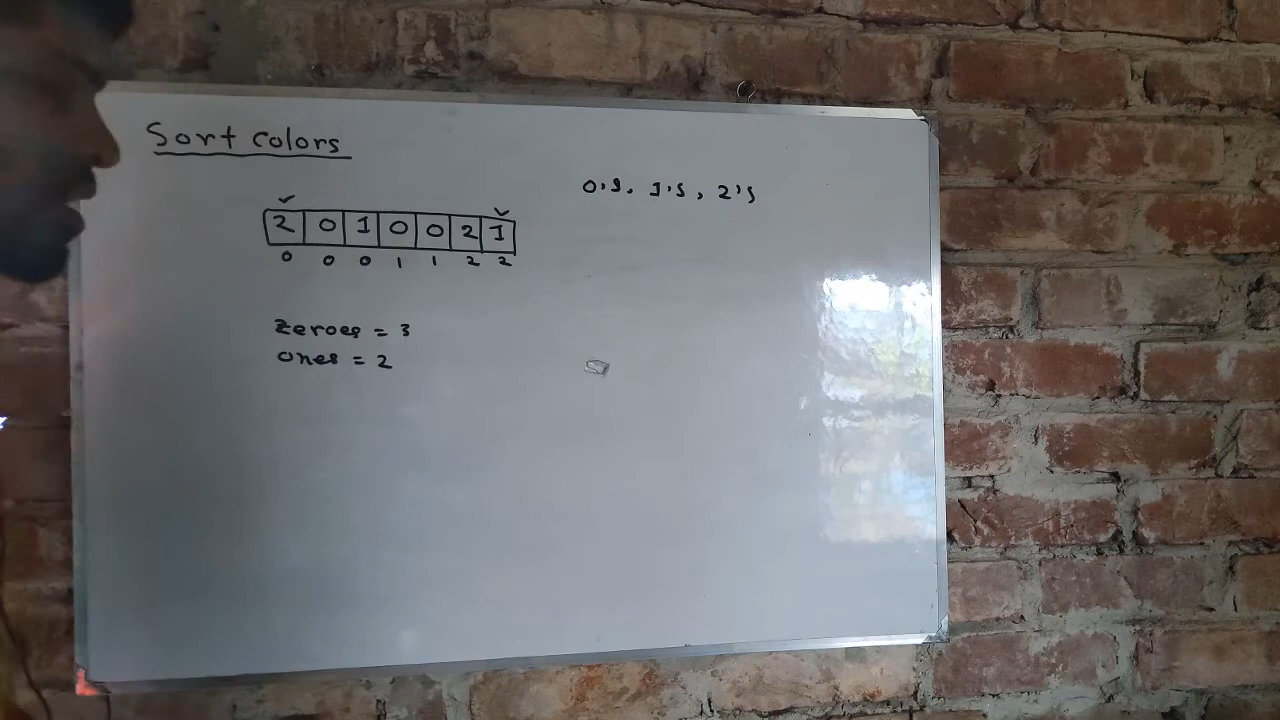 Sort Colors
0's. 1's, 2's
2 0 1 0 0 2 1
0 0 0 1 1 2 2
Zeroes = 3
Ones = 2